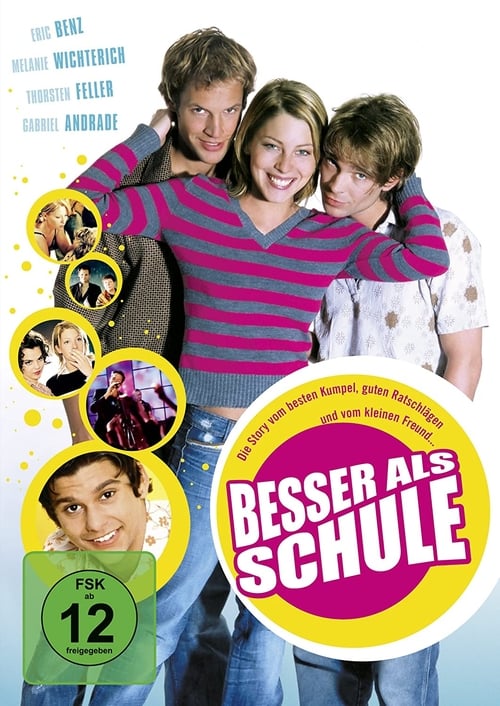 ERIC BENZ
MELANIE WICHTERICH
THORSTEN FELLER
GABRIEL ANDRADE
Die Story vom besten Kumpel, guten Ratschlägen
und vom kleinen Freund...
BESSER ALS
SCHULE
FSK
ab
12
freigegeben